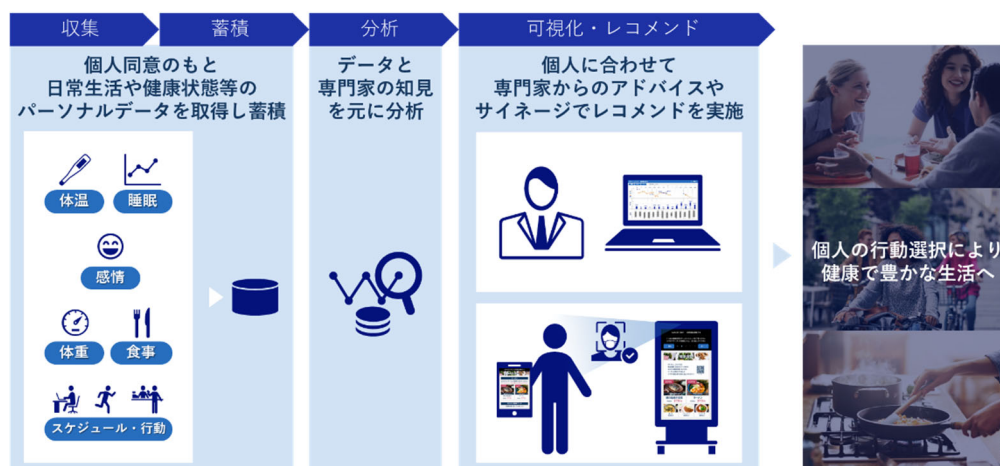 収集
蓄積
分析
可視化・レコメンド
個人同意のもと
日常生活や健康状態等の
パーソナルデータを取得し蓄積
体温
睡眠
感情
体重
食事
スケジュール・行動
データと
専門家の知見
を元に分析
個人に合わせて
専門家からのアドバイスや
サイネージでレコメンドを実施
個人の行動選択により
健康で豊かな生活へ